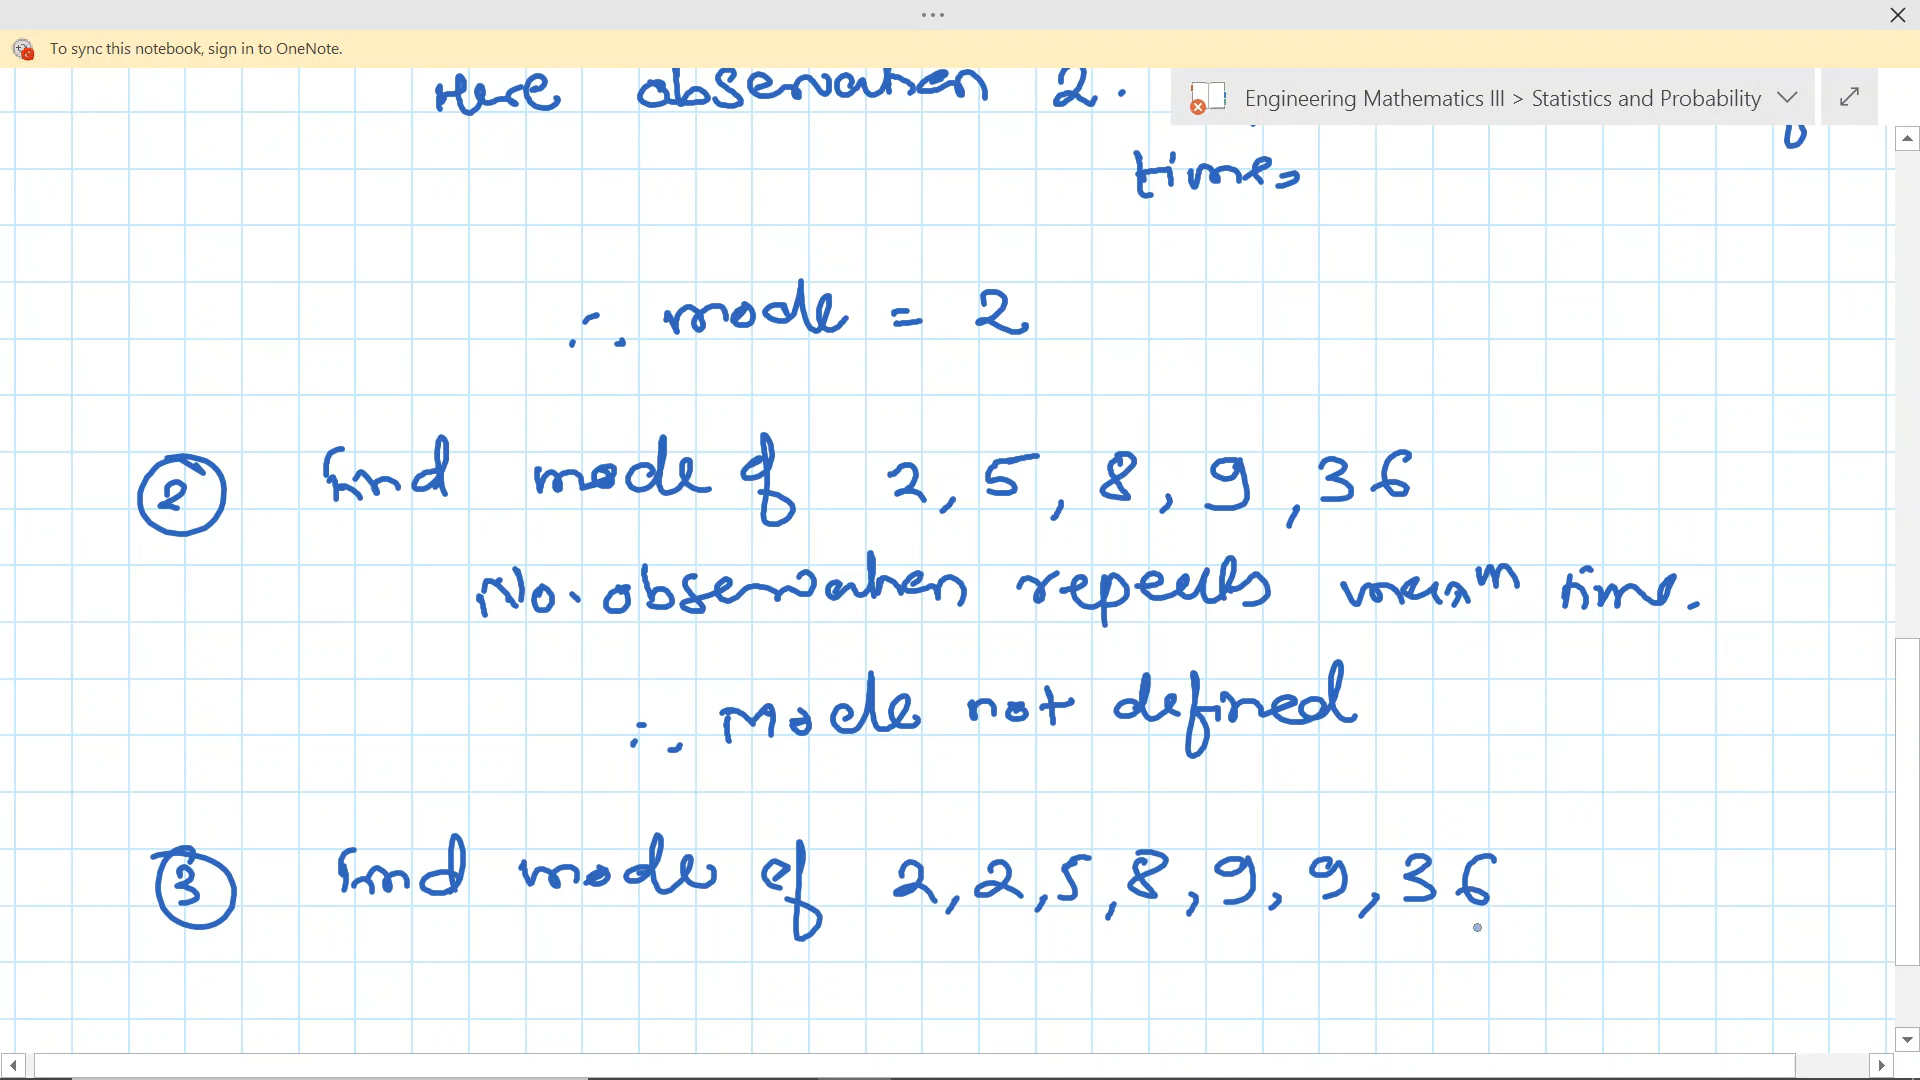 To sync this notebook, sign in to OneNote.
Here observation 2.
Engineering Mathematics III > Statistics and Probability
times
∴ mode = 2
② Find mode of 2, 5, 8, 9, 36
No. observation repeats maxᵐ time.
∴ Mode not defined
③ Find mode of 2, 2, 5, 8, 9, 9, 36